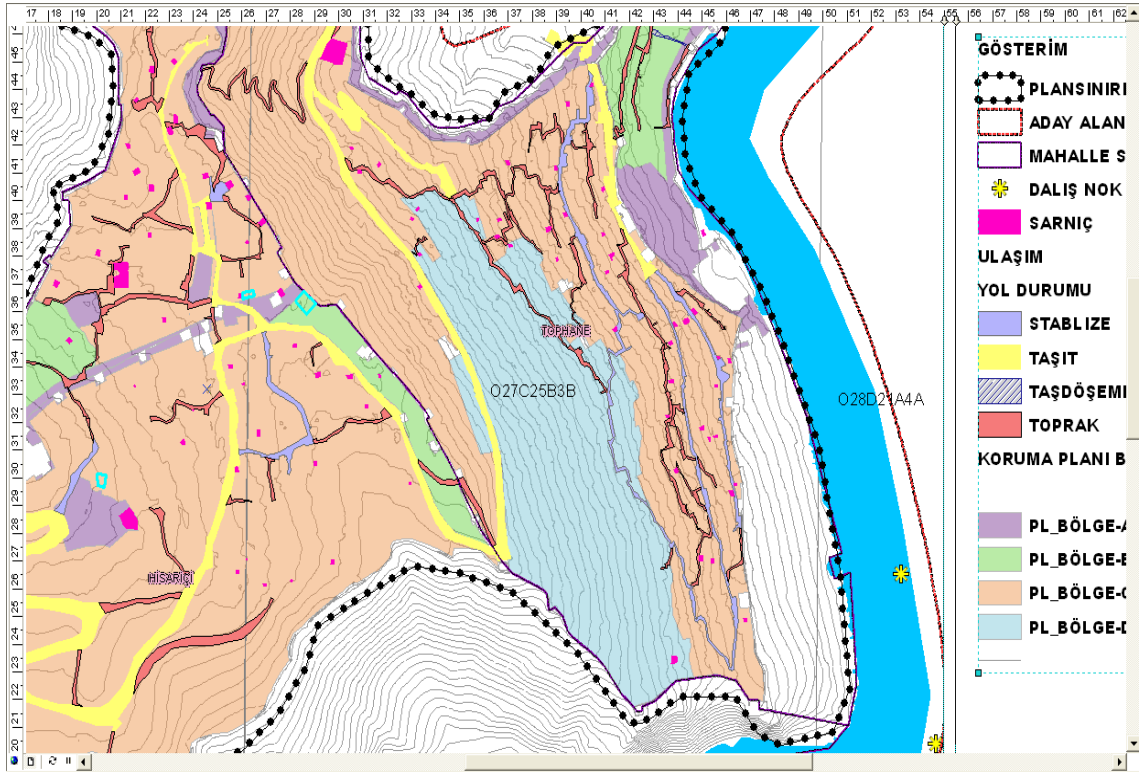 17 18 19 20 21 22 23 24 25 26 27 28 29 30 31 32 33 34 35 36 37 38 39 40 41 42 43 44 45 46 47 48 49 50 51 52 53 54 55 56 57 58 59 60 61 62
45
44
43
42
41
40
39
38
37
36
35
34
33
32
31
30
29
28
27
26
25
24
23
22
21
20
TOPHANE
O27C25B3B
O28D21A4A
HİSARİÇİ
GÖSTERİM
PLANSINIRI
ADAY ALAN
MAHALLE S
DALIŞ NOK
SARNIÇ
ULAŞIM
YOL DURUMU
STABLIZE
TAŞIT
TAŞDÖŞEM
TOPRAK
KORUMA PLANI B
PL_BÖLGE-A
PL_BÖLGE-B
PL_BÖLGE-C
PL_BÖLGE-D